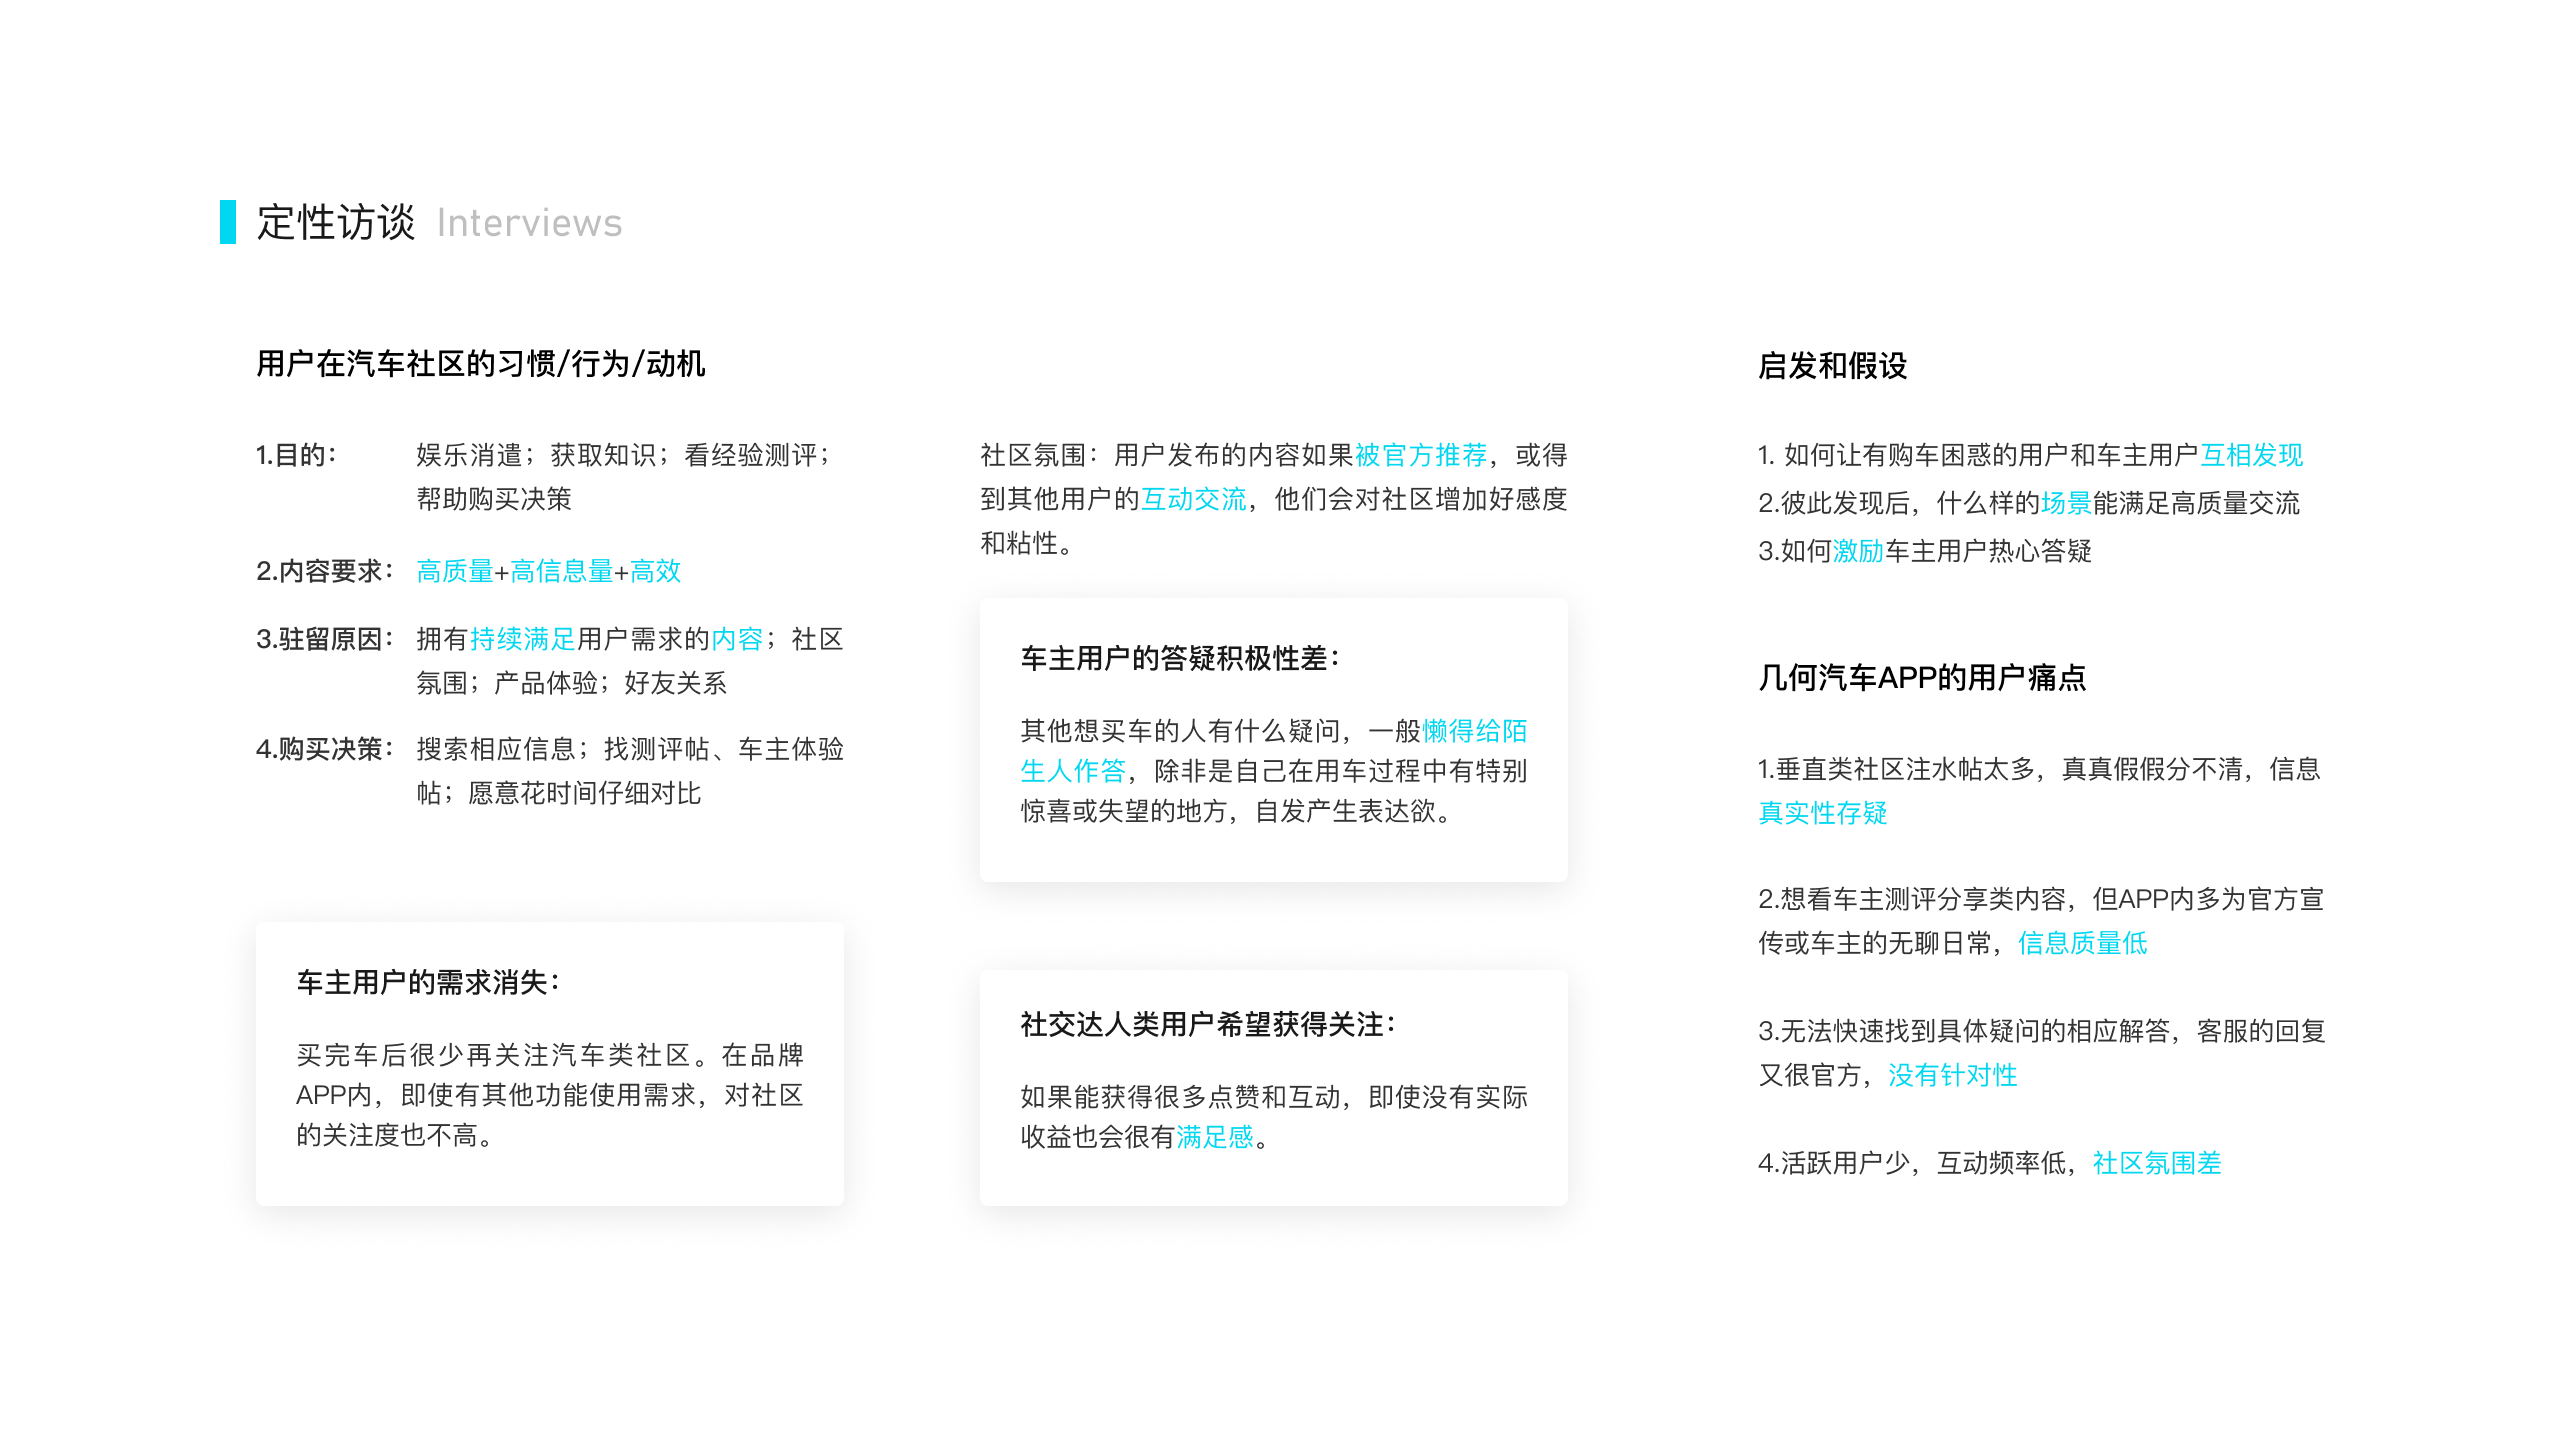 定性访谈 Interviews
用户在汽车社区的习惯/行为/动机
1.目的： 娱乐消遣；获取知识；看经验测评；
帮助购买决策
2.内容要求： 高质量+高信息量+高效
3.驻留原因： 拥有持续满足用户需求的内容；社区
氛围；产品体验；好友关系
4.购买决策： 搜索相应信息；找测评帖、车主体验
帖；愿意花时间仔细对比
车主用户的需求消失：
买完车后很少再关注汽车类社区。在品牌
APP内，即使有其他功能使用需求，对社区
的关注度也不高。
社区氛围：用户发布的内容如果被官方推荐，或得
到其他用户的互动交流，他们会对社区增加好感度
和粘性。
车主用户的答疑积极性差：
其他想买车的人有什么疑问，一般懒得给陌
生人作答，除非是自己在用车过程中有特别
惊喜或失望的地方，自发产生表达欲。
社交达人类用户希望获得关注：
如果能获得很多点赞和互动，即使没有实际
收益也会很有满足感。
启发和假设
1. 如何让有购车困惑的用户和车主用户互相发现
2.彼此发现后，什么样的场景能满足高质量交流
3.如何激励车主用户热心答疑
几何汽车APP的用户痛点
1.垂直类社区注水帖太多，真真假假分不清，信息
真实性存疑
2.想看车主测评分享类内容，但APP内多为官方宣
传或车主的无聊日常，信息质量低
3.无法快速找到具体疑问的相应解答，客服的回复
又很官方，没有针对性
4.活跃用户少，互动频率低，社区氛围差